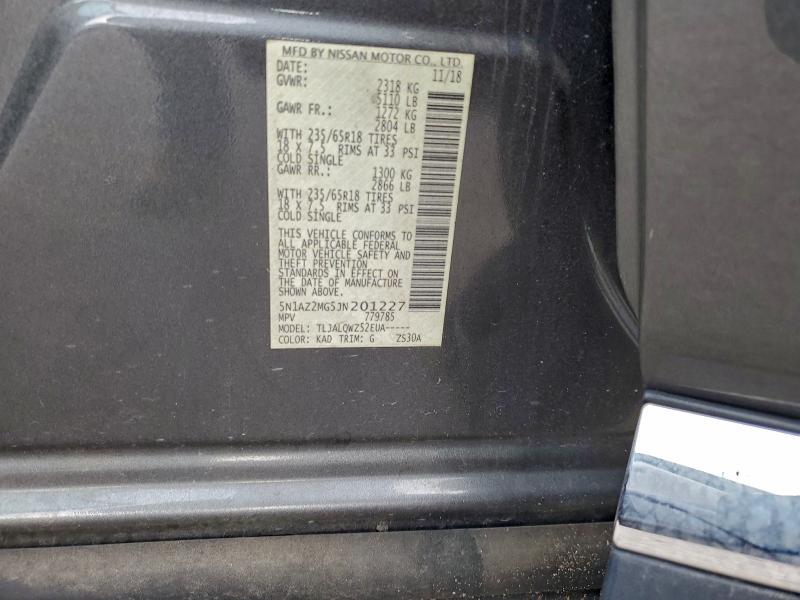 MFD BY NISSAN MOTOR CO., LTD.
DATE: 11/18
GVWR: 2318 KG
5110 LB
GAWR FR.: 1272 KG
2804 LB
WITH 235/65R18 TIRES
18 X 7.5 RIMS AT 33 PSI
COLD SINGLE
GAWR RR.: 1300 KG
2866 LB
WITH 235/65R18 TIRES
18 X 7.5 RIMS AT 33 PSI
COLD SINGLE
THIS VEHICLE CONFORMS TO
ALL APPLICABLE FEDERAL
MOTOR VEHICLE SAFETY AND
THEFT PREVENTION
STANDARDS IN EFFECT ON
THE DATE OF MANUFACTURE
SHOWN ABOVE.
5N1AZ2MG5JN201227
MPV 779785
MODEL: TLJALQWZ52EUA-----
COLOR: KAD TRIM: G Z530A